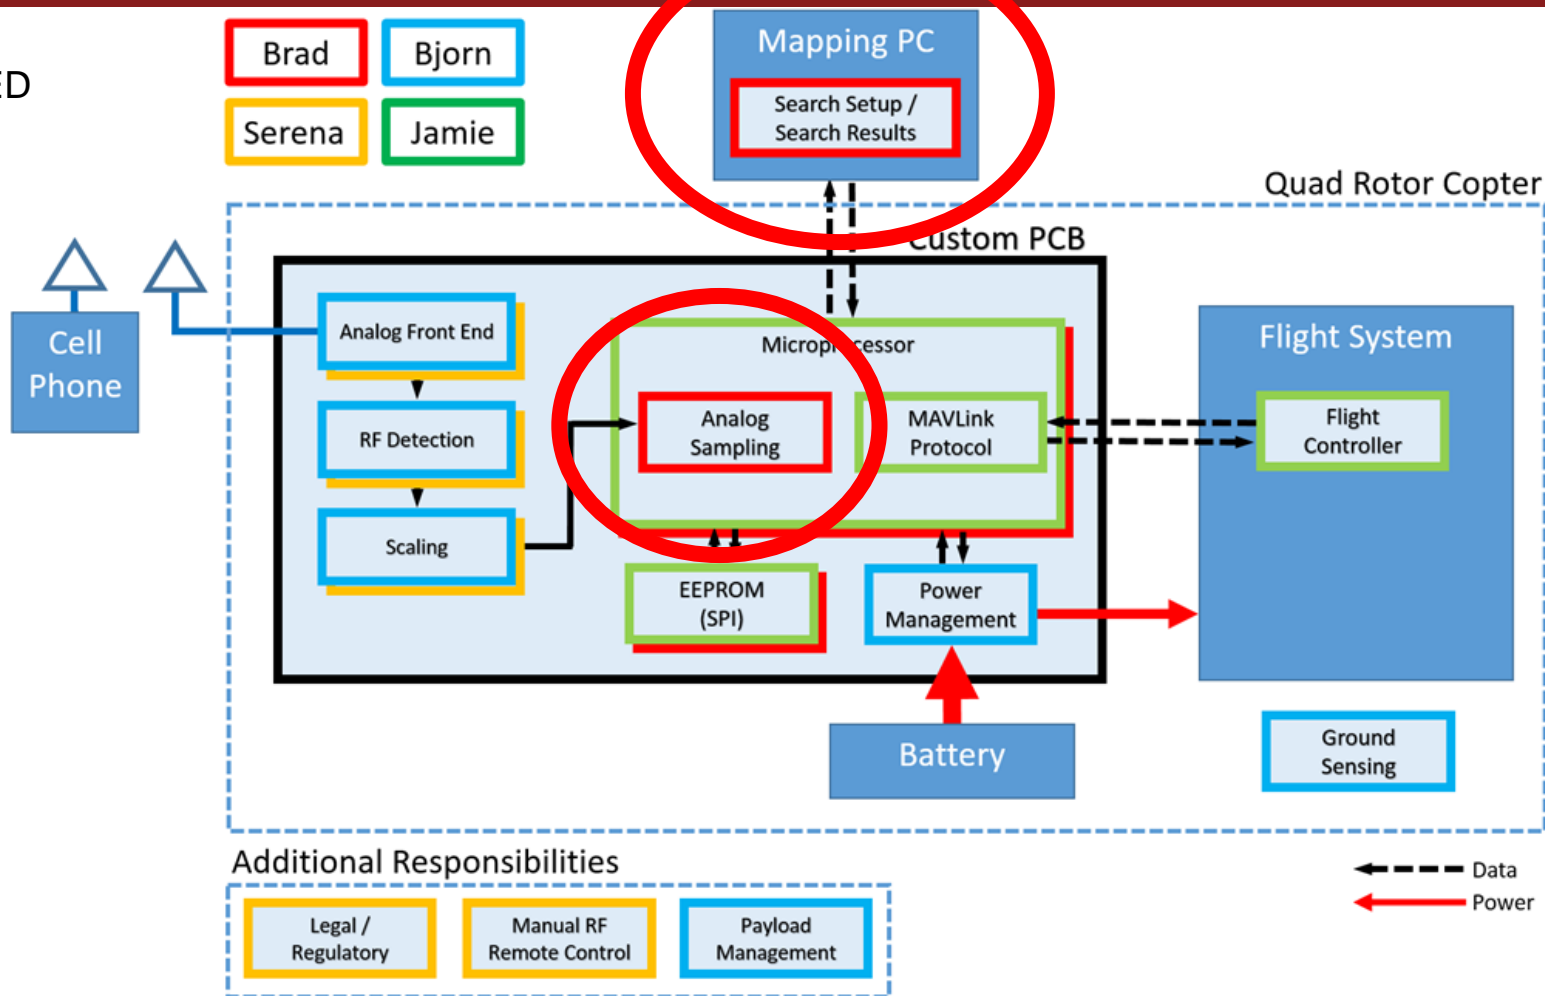 ED
Brad
Bjorn
Serena
Jamie
Mapping PC
Search Setup /
Search Results
Quad Rotor Copter
Custom PCB
Cell
Phone
Analog Front End
RF Detection
Scaling
Microprocessor
Analog
Sampling
MAVLink
Protocol
EEPROM
(SPI)
Power
Management
Flight System
Flight
Controller
Battery
Ground
Sensing
Additional Responsibilities
Legal /
Regulatory
Manual RF
Remote Control
Payload
Management
Data
Power